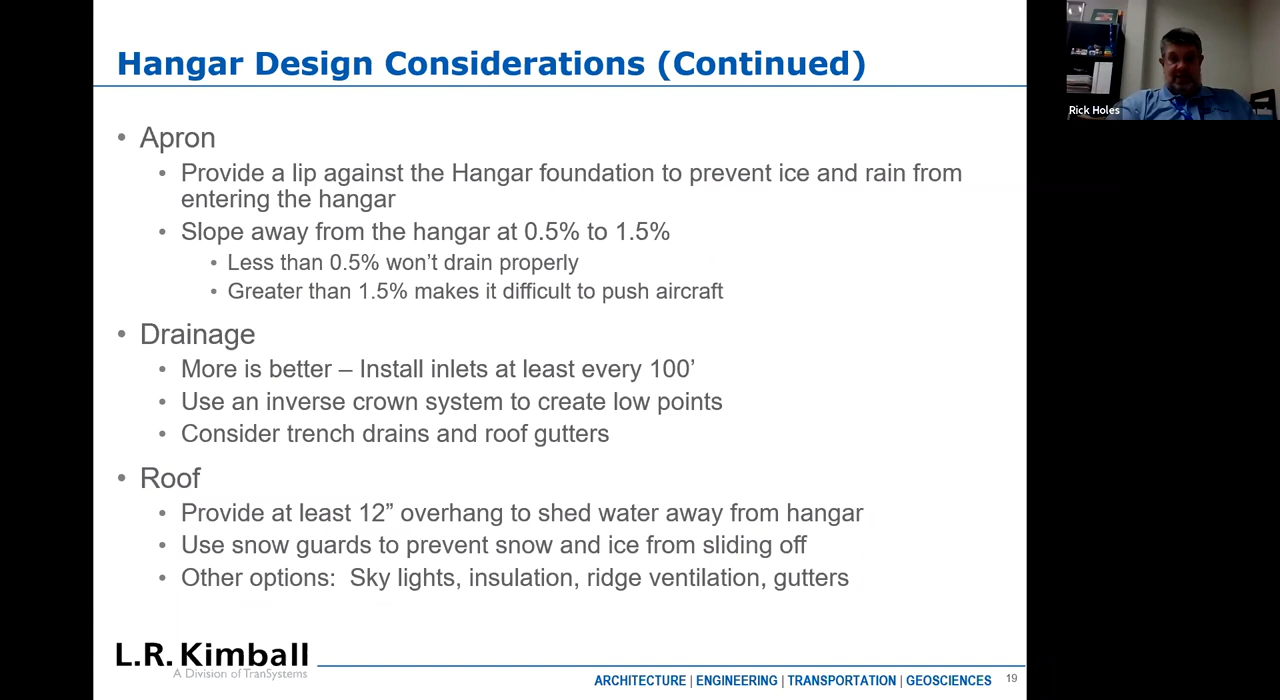 Hangar Design Considerations (Continued)
• Apron
• Provide a lip against the Hangar foundation to prevent ice and rain from
entering the hangar
• Slope away from the hangar at 0.5% to 1.5%
• Less than 0.5% won’t drain properly
• Greater than 1.5% makes it difficult to push aircraft
• Drainage
• More is better – Install inlets at least every 100’
• Use an inverse crown system to create low points
• Consider trench drains and roof gutters
• Roof
• Provide at least 12” overhang to shed water away from hangar
• Use snow guards to prevent snow and ice from sliding off
• Other options:  Sky lights, insulation, ridge ventilation, gutters
L.R. Kimball
A Division of TranSystems
ARCHITECTURE | ENGINEERING | TRANSPORTATION | GEOSCIENCES
19
Rick Holes